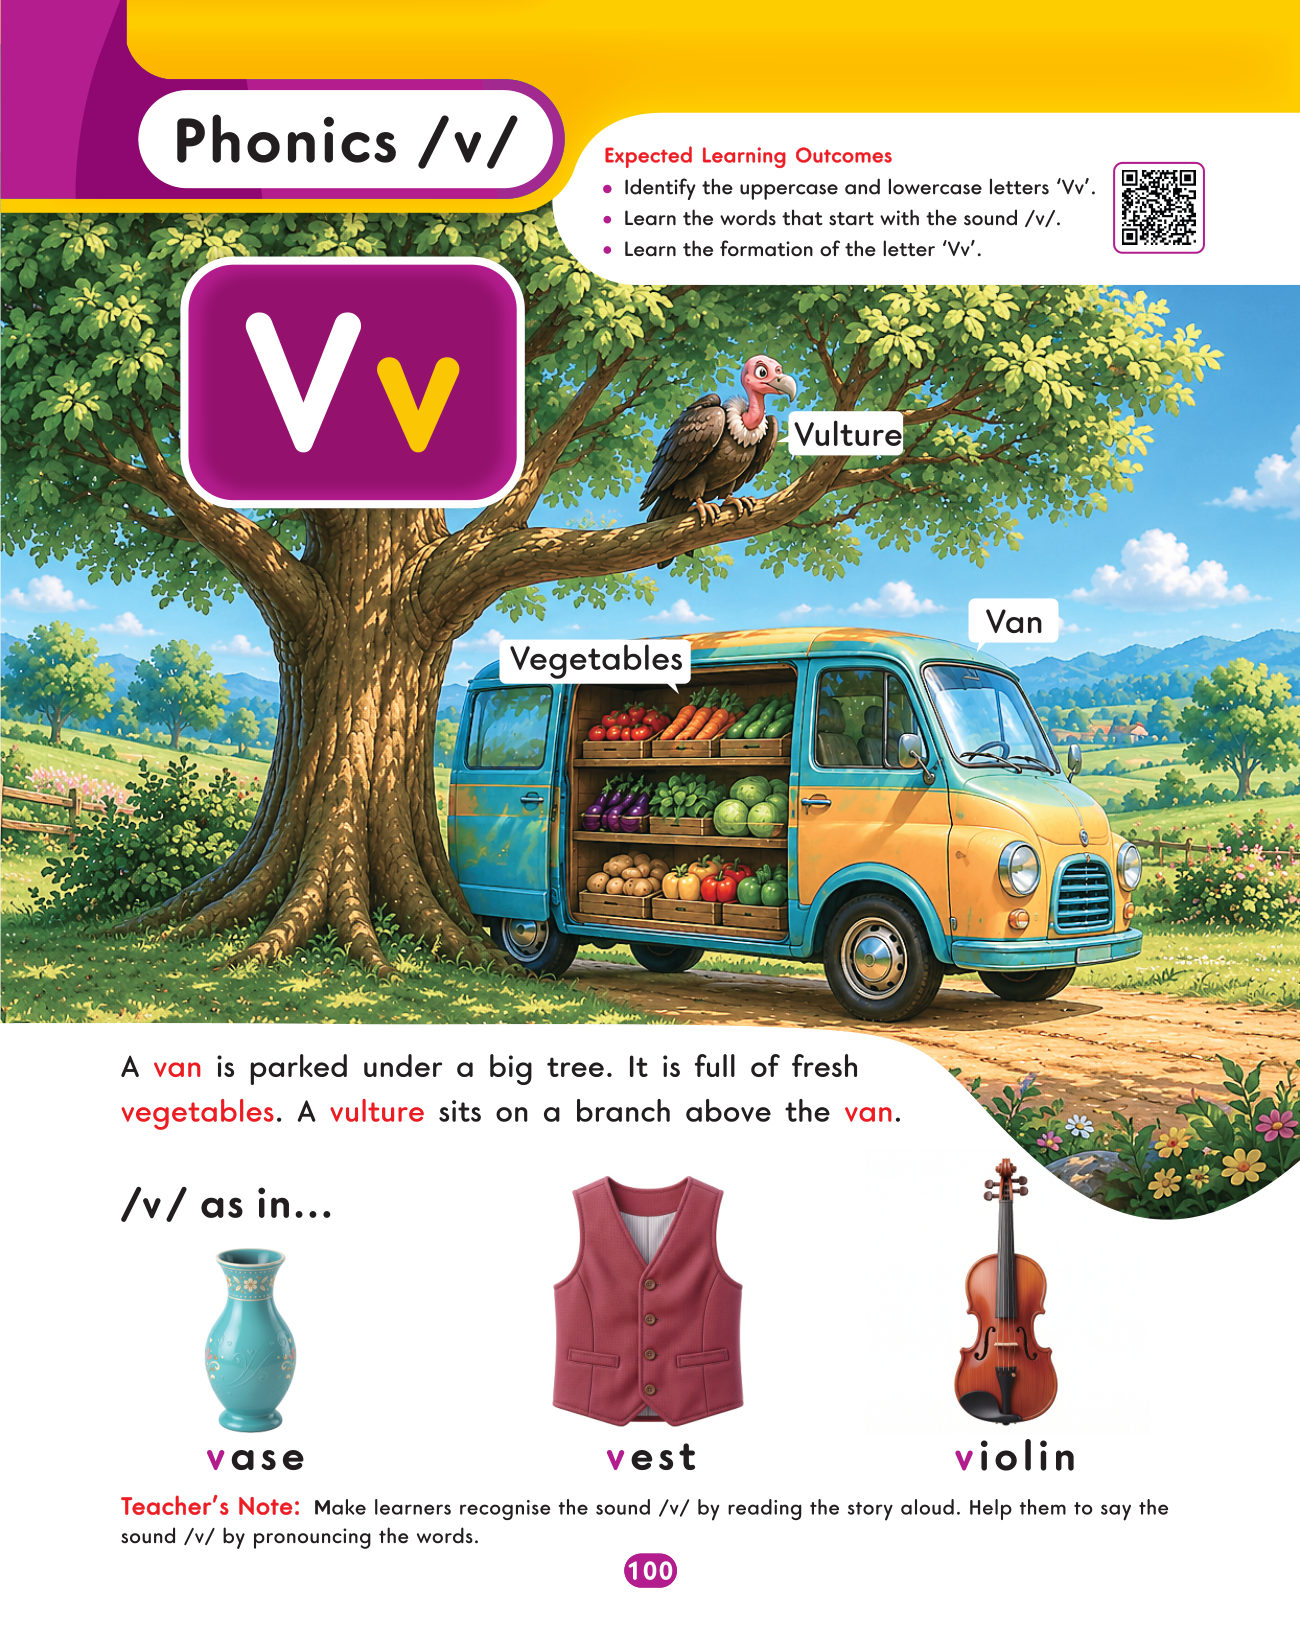 Phonics /v/
Expected Learning Outcomes
• Identify the uppercase and lowercase letters ‘Vv’.
• Learn the words that start with the sound /v/.
• Learn the formation of the letter ‘Vv’.
V v
Vulture
Van
Vegetables
A van is parked under a big tree. It is full of fresh
vegetables. A vulture sits on a branch above the van.
/v/ as in...
vase vest violin
Teacher’s Note: Make learners recognise the sound /v/ by reading the story aloud. Help them to say the
sound /v/ by pronouncing the words.
100